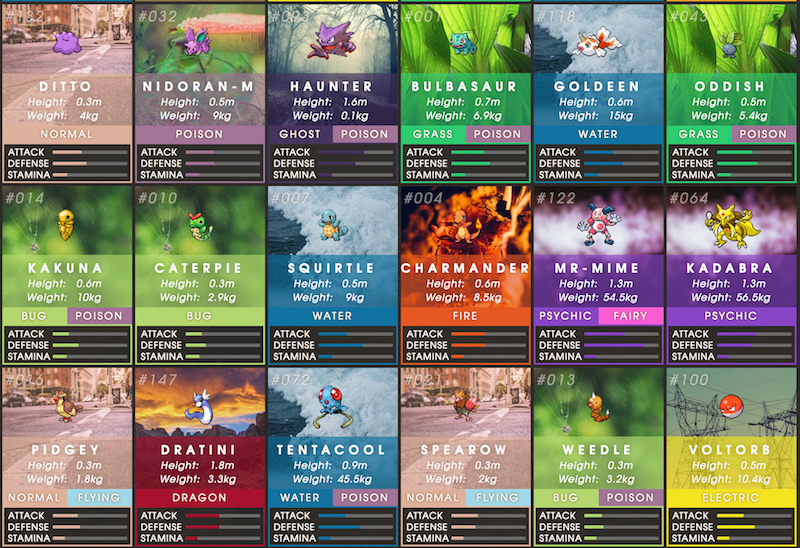 #132
DITTO
Height: 0.3m
Weight: 4kg
NORMAL
ATTACK
DEFENSE
STAMINA
#032
NIDORAN-M
Height: 0.5m
Weight: 9kg
POISON
ATTACK
DEFENSE
STAMINA
#093
HAUNTER
Height: 1.6m
Weight: 0.1kg
GHOST POISON
ATTACK
DEFENSE
STAMINA
#001
BULBASAUR
Height: 0.7m
Weight: 6.9kg
GRASS POISON
ATTACK
DEFENSE
STAMINA
#118
GOLDEEN
Height: 0.6m
Weight: 15kg
WATER
ATTACK
DEFENSE
STAMINA
#043
ODDISH
Height: 0.5m
Weight: 5.4kg
GRASS POISON
ATTACK
DEFENSE
STAMINA
#014
KAKUNA
Height: 0.6m
Weight: 10kg
BUG POISON
ATTACK
DEFENSE
STAMINA
#010
CATERPIE
Height: 0.3m
Weight: 2.9kg
BUG
ATTACK
DEFENSE
STAMINA
#007
SQUIRTLE
Height: 0.5m
Weight: 9kg
WATER
ATTACK
DEFENSE
STAMINA
#004
CHARMANDER
Height: 0.6m
Weight: 8.5kg
FIRE
ATTACK
DEFENSE
STAMINA
#122
MR-MIME
Height: 1.3m
Weight: 54.5kg
PSYCHIC FAIRY
ATTACK
DEFENSE
STAMINA
#064
KADABRA
Height: 1.3m
Weight: 56.5kg
PSYCHIC
ATTACK
DEFENSE
STAMINA
#016
PIDGEY
Height: 0.3m
Weight: 1.8kg
NORMAL FLYING
ATTACK
DEFENSE
STAMINA
#147
DRATINI
Height: 1.8m
Weight: 3.3kg
DRAGON
ATTACK
DEFENSE
STAMINA
#072
TENTACOOL
Height: 0.9m
Weight: 45.5kg
WATER POISON
ATTACK
DEFENSE
STAMINA
#021
SPEAROW
Height: 0.3m
Weight: 2kg
NORMAL FLYING
ATTACK
DEFENSE
STAMINA
#013
WEEDLE
Height: 0.3m
Weight: 3.2kg
BUG POISON
ATTACK
DEFENSE
STAMINA
#100
VOLTORB
Height: 0.5m
Weight: 10.4kg
ELECTRIC
ATTACK
DEFENSE
STAMINA